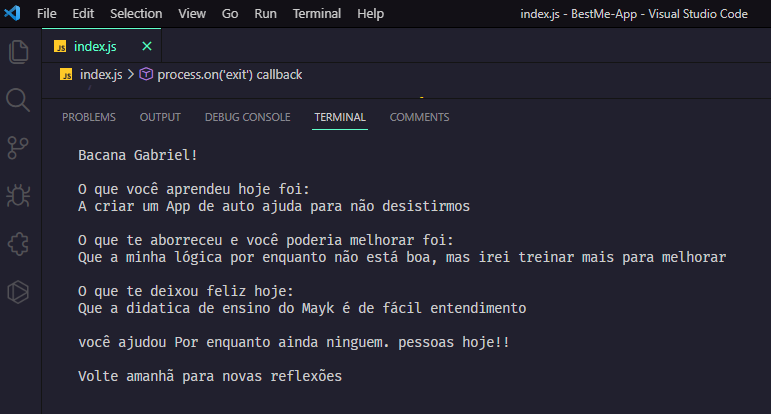 File Edit Selection View Go Run Terminal Help index.js - BestMe-App - Visual Studio Code
JS index.js ×
JS index.js > process.on('exit') callback
PROBLEMS OUTPUT DEBUG CONSOLE TERMINAL COMMENTS
Bacana Gabriel!
O que você aprendeu hoje foi:
A criar um App de auto ajuda para não desistirmos
O que te aborreceu e você poderia melhorar foi:
Que a minha lógica por enquanto não está boa, mas irei treinar mais para melhorar
O que te deixou feliz hoje:
Que a didatica de ensino do Mayk é de fácil entendimento
você ajudou Por enquanto ainda ninguem. pessoas hoje!!
Volte amanhã para novas reflexões